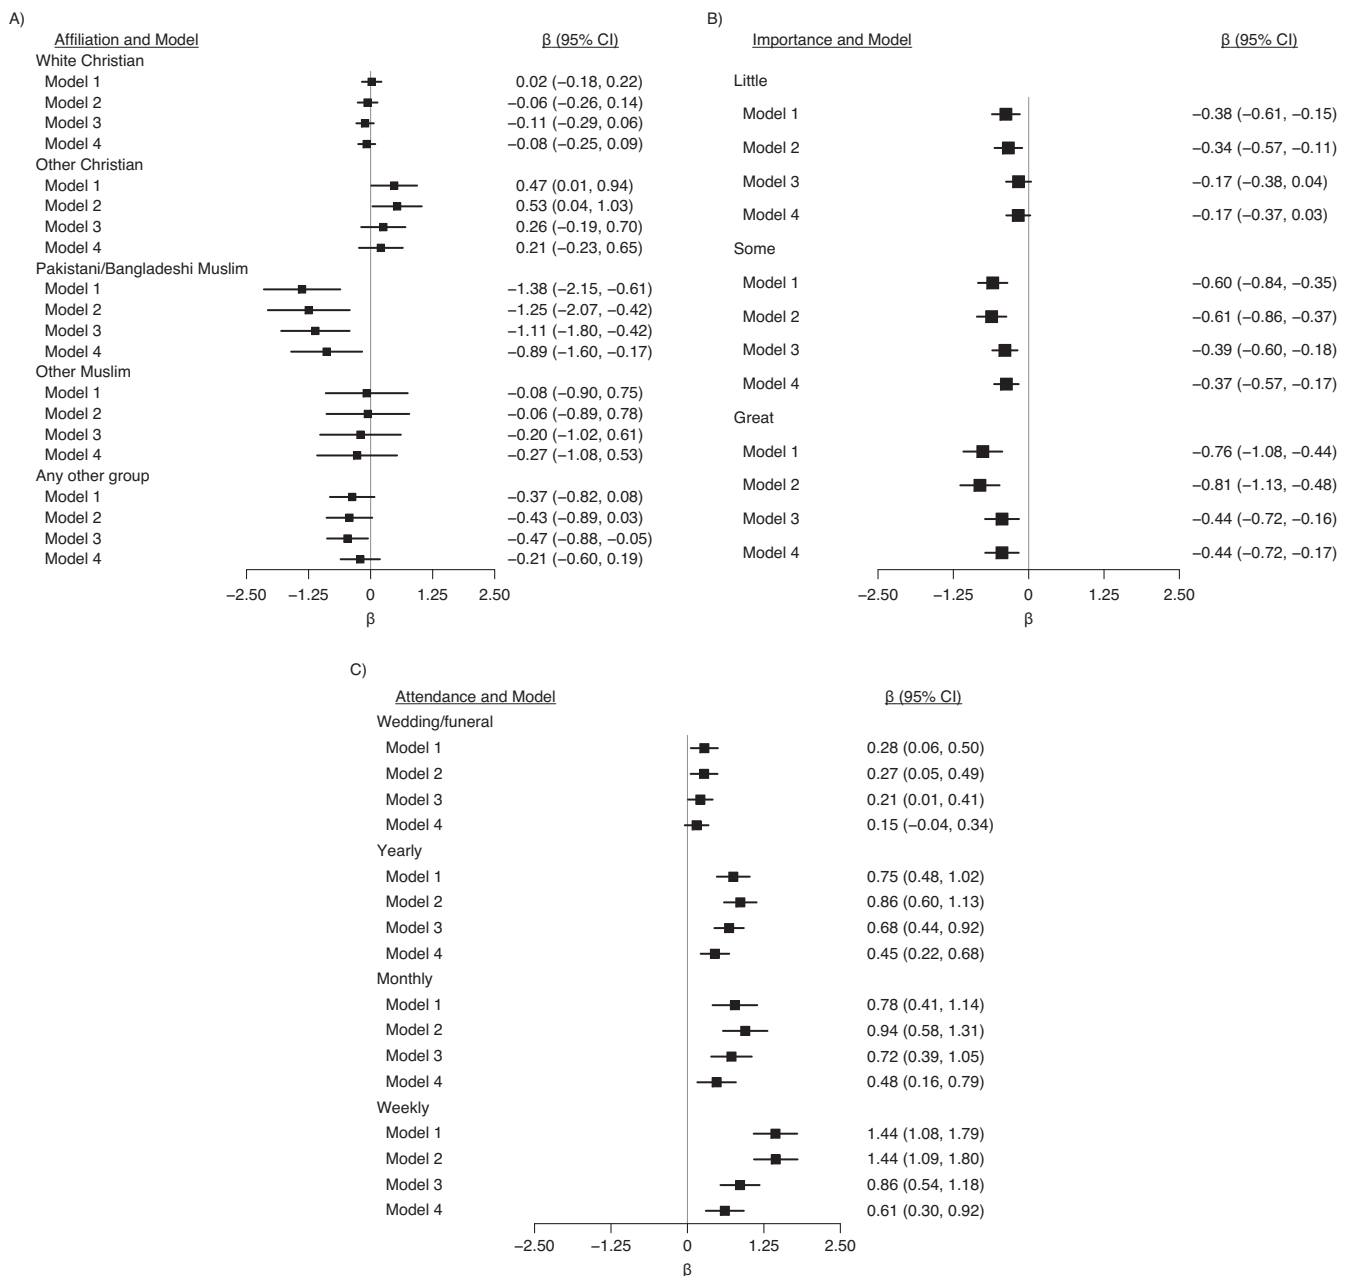 A)
Affiliation and Model β (95% CI)
White Christian
Model 1 0.02 (−0.18, 0.22)
Model 2 −0.06 (−0.26, 0.14)
Model 3 −0.11 (−0.29, 0.06)
Model 4 −0.08 (−0.25, 0.09)
Other Christian
Model 1 0.47 (0.01, 0.94)
Model 2 0.53 (0.04, 1.03)
Model 3 0.26 (−0.19, 0.70)
Model 4 0.21 (−0.23, 0.65)
Pakistani/Bangladeshi Muslim
Model 1 −1.38 (−2.15, −0.61)
Model 2 −1.25 (−2.07, −0.42)
Model 3 −1.11 (−1.80, −0.42)
Model 4 −0.89 (−1.60, −0.17)
Other Muslim
Model 1 −0.08 (−0.90, 0.75)
Model 2 −0.06 (−0.89, 0.78)
Model 3 −0.20 (−1.02, 0.61)
Model 4 −0.27 (−1.08, 0.53)
Any other group
Model 1 −0.37 (−0.82, 0.08)
Model 2 −0.43 (−0.89, 0.03)
Model 3 −0.47 (−0.88, −0.05)
Model 4 −0.21 (−0.60, 0.19)
−2.50 −1.25 0 1.25 2.50
β
B)
Importance and Model β (95% CI)
Little
Model 1 −0.38 (−0.61, −0.15)
Model 2 −0.34 (−0.57, −0.11)
Model 3 −0.17 (−0.38, 0.04)
Model 4 −0.17 (−0.37, 0.03)
Some
Model 1 −0.60 (−0.84, −0.35)
Model 2 −0.61 (−0.86, −0.37)
Model 3 −0.39 (−0.60, −0.18)
Model 4 −0.37 (−0.57, −0.17)
Great
Model 1 −0.76 (−1.08, −0.44)
Model 2 −0.81 (−1.13, −0.48)
Model 3 −0.44 (−0.72, −0.16)
Model 4 −0.44 (−0.72, −0.17)
−2.50 −1.25 0 1.25 2.50
β
C)
Attendance and Model β (95% CI)
Wedding/funeral
Model 1 0.28 (0.06, 0.50)
Model 2 0.27 (0.05, 0.49)
Model 3 0.21 (0.01, 0.41)
Model 4 0.15 (−0.04, 0.34)
Yearly
Model 1 0.75 (0.48, 1.02)
Model 2 0.86 (0.60, 1.13)
Model 3 0.68 (0.44, 0.92)
Model 4 0.45 (0.22, 0.68)
Monthly
Model 1 0.78 (0.41, 1.14)
Model 2 0.94 (0.58, 1.31)
Model 3 0.72 (0.39, 1.05)
Model 4 0.48 (0.16, 0.79)
Weekly
Model 1 1.44 (1.08, 1.79)
Model 2 1.44 (1.09, 1.80)
Model 3 0.86 (0.54, 1.18)
Model 4 0.61 (0.30, 0.92)
−2.50 −1.25 0 1.25 2.50
β